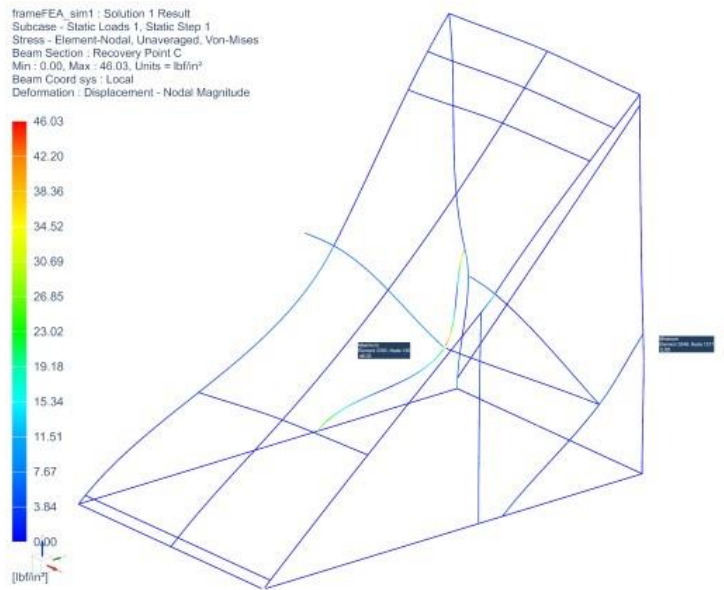 frameFEA_sim1 : Solution 1 Result
Subcase - Static Loads 1, Static Step 1
Stress - Element-Nodal, Unaveraged, Von-Mises
Beam Section : Recovery Point C
Min : 0.00, Max : 46.03, Units = lbf/in²
Beam Coord sys : Local
Deformation : Displacement - Nodal Magnitude
46.03
42.20
38.36
34.52
30.69
26.85
23.02
19.18
15.34
11.51
7.67
3.84
0.00
[lbf/in²]